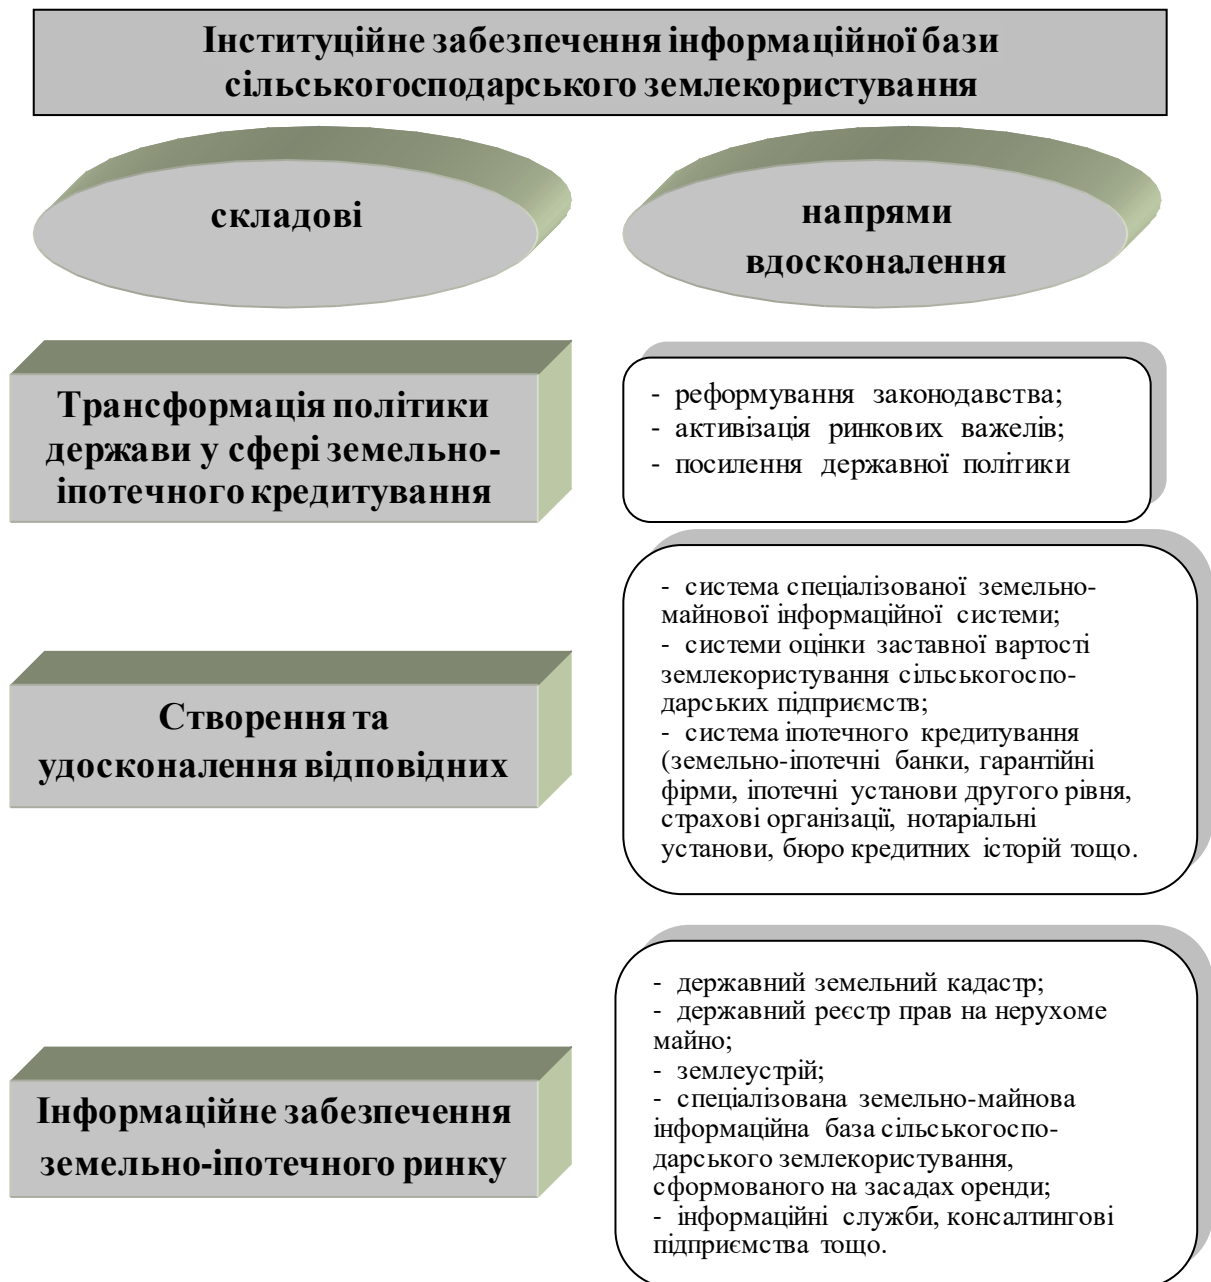 Інституційне забезпечення інформаційної бази
сільськогосподарського землекористування
складові
напрями
вдосконалення
Трансформація політики
держави у сфері земельно-
іпотечного кредитування
- реформування законодавства;
- активізація ринкових важелів;
- посилення державної політики
Створення та
удосконалення відповідних
- система спеціалізованої земельно-
майнової інформаційної системи;
- системи оцінки заставної вартості
землекористування сільськогоспо-
дарських підприємств;
- система іпотечного кредитування
(земельно-іпотечні банки, гарантійні
фірми, іпотечні установи другого рівня,
страхові організації, нотаріальні
установи, бюро кредитних історій тощо.
Інформаційне забезпечення
земельно-іпотечного ринку
- державний земельний кадастр;
- державний реєстр прав на нерухоме
майно;
- землеустрій;
- спеціалізована земельно-майнова
інформаційна база сільськогоспо-
дарського землекористування,
сформованого на засадах оренди;
- інформаційні служби, консалтингові
підприємства тощо.